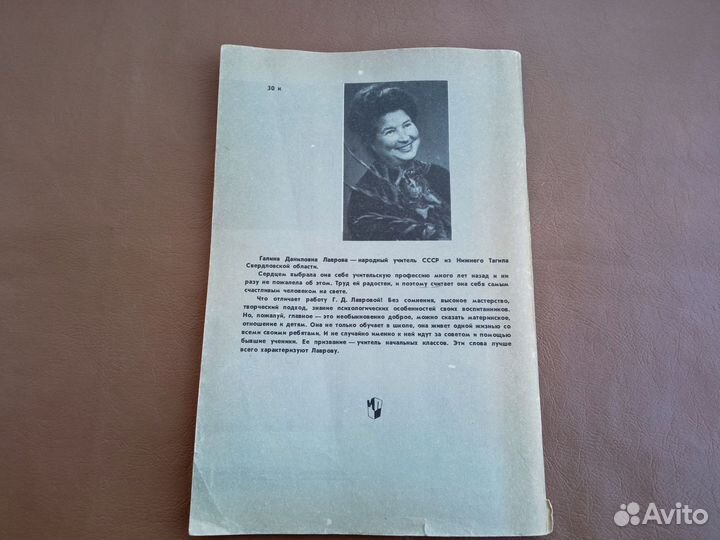 30 к
Галина Даниловна Лаврова — народный учитель СССР из Нижнего Тагила
Свердловской области.
Сердцем выбрала она себе учительскую профессию много лет назад и ни
разу не пожалела об этом. Труд ей радостен, и поэтому считает она себя самым
счастливым человеком на свете.
Что отличает работу Г. Д. Лавровой! Без сомнения, высокое мастерство,
творческий подход, знание психологических особенностей своих воспитанников.
Но, пожалуй, главное — это необыкновенно доброе, можно сказать материнское,
отношение к детям. Она не только обучает в школе, она живет одной жизнью со
всеми своими ребятами. И не случайно именно к ней идут за советом и помощью
бывшие ученики. Ее призвание — учитель начальных классов. Эти слова лучше
всего характеризуют Лаврову.
Avito